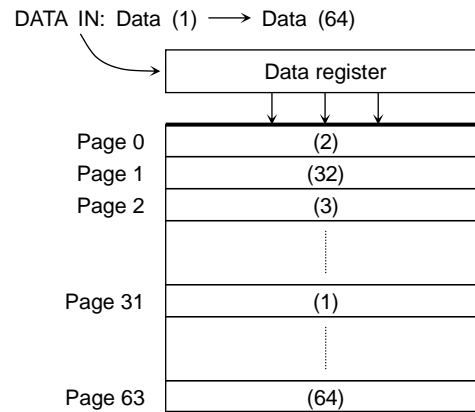 DATA IN: Data (1) ⟶ Data (64)
Data register
Page 0 (2)
Page 1 (32)
Page 2 (3)
Page 31 (1)
Page 63 (64)